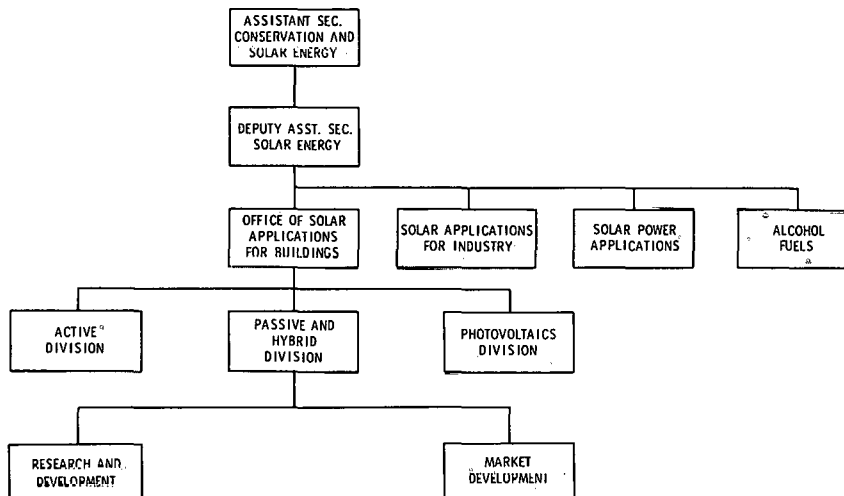 ASSISTANT SEC.
CONSERVATION AND
SOLAR ENERGY
DEPUTY ASST. SEC.
SOLAR ENERGY
OFFICE OF SOLAR
APPLICATIONS
FOR BUILDINGS
SOLAR APPLICATIONS
FOR INDUSTRY
SOLAR POWER
APPLICATIONS
ALCOHOL
FUELS
ACTIVE
DIVISION
PASSIVE AND
HYBRID
DIVISION
PHOTOVOLTAICS
DIVISION
RESEARCH AND
DEVELOPMENT
MARKET
DEVELOPMENT